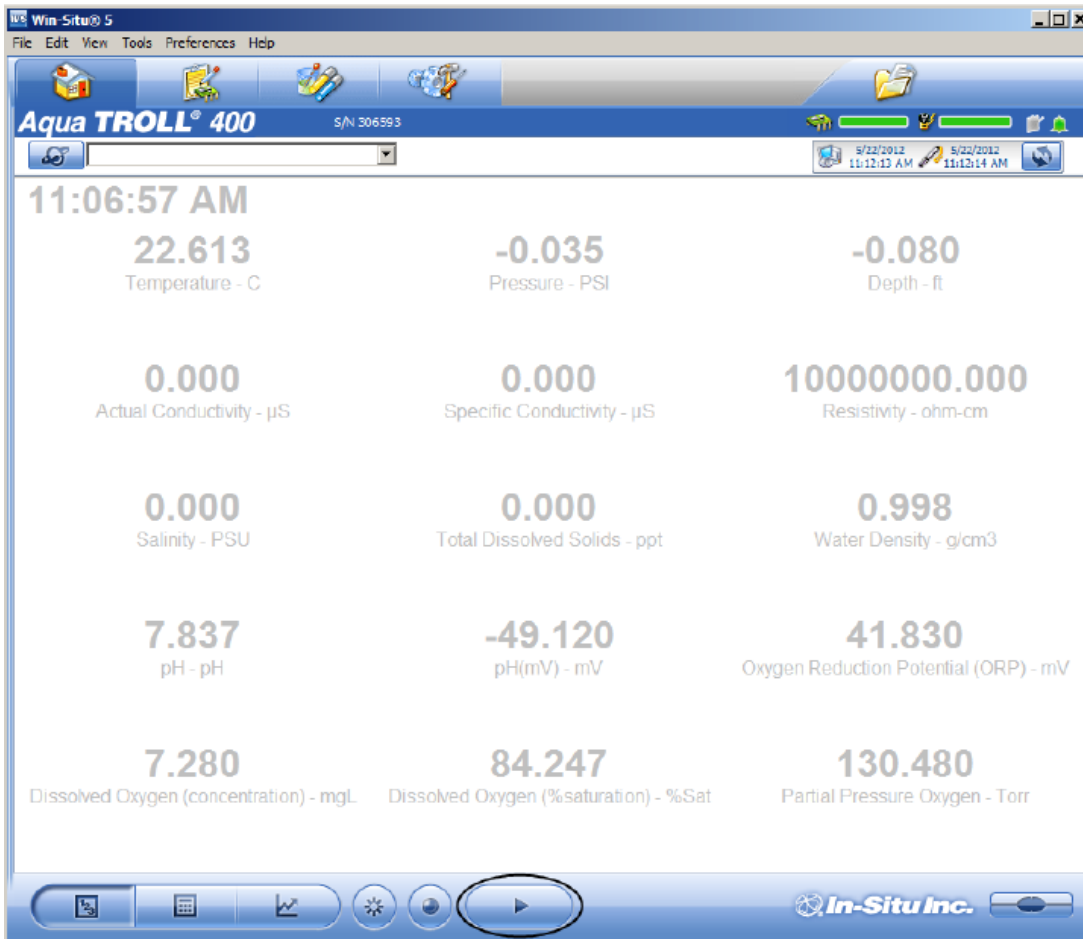 Win-Situ® 5
File Edit View Tools Preferences Help
Aqua TROLL® 400 S/N 306593
5/22/2012 5/22/2012
11:12:13 AM 11:12:14 AM
11:06:57 AM
22.613 -0.035 -0.080
Temperature - C Pressure - PSI Depth - ft
0.000 0.000 10000000.000
Actual Conductivity - µS Specific Conductivity - µS Resistivity - ohm-cm
0.000 0.000 0.998
Salinity - PSU Total Dissolved Solids - ppt Water Density - g/cm3
7.837 -49.120 41.830
pH - pH pH(mV) - mV Oxygen Reduction Potential (ORP) - mV
7.280 84.247 130.480
Dissolved Oxygen (concentration) - mgL Dissolved Oxygen (%saturation) - %Sat Partial Pressure Oxygen - Torr
In-Situ Inc.